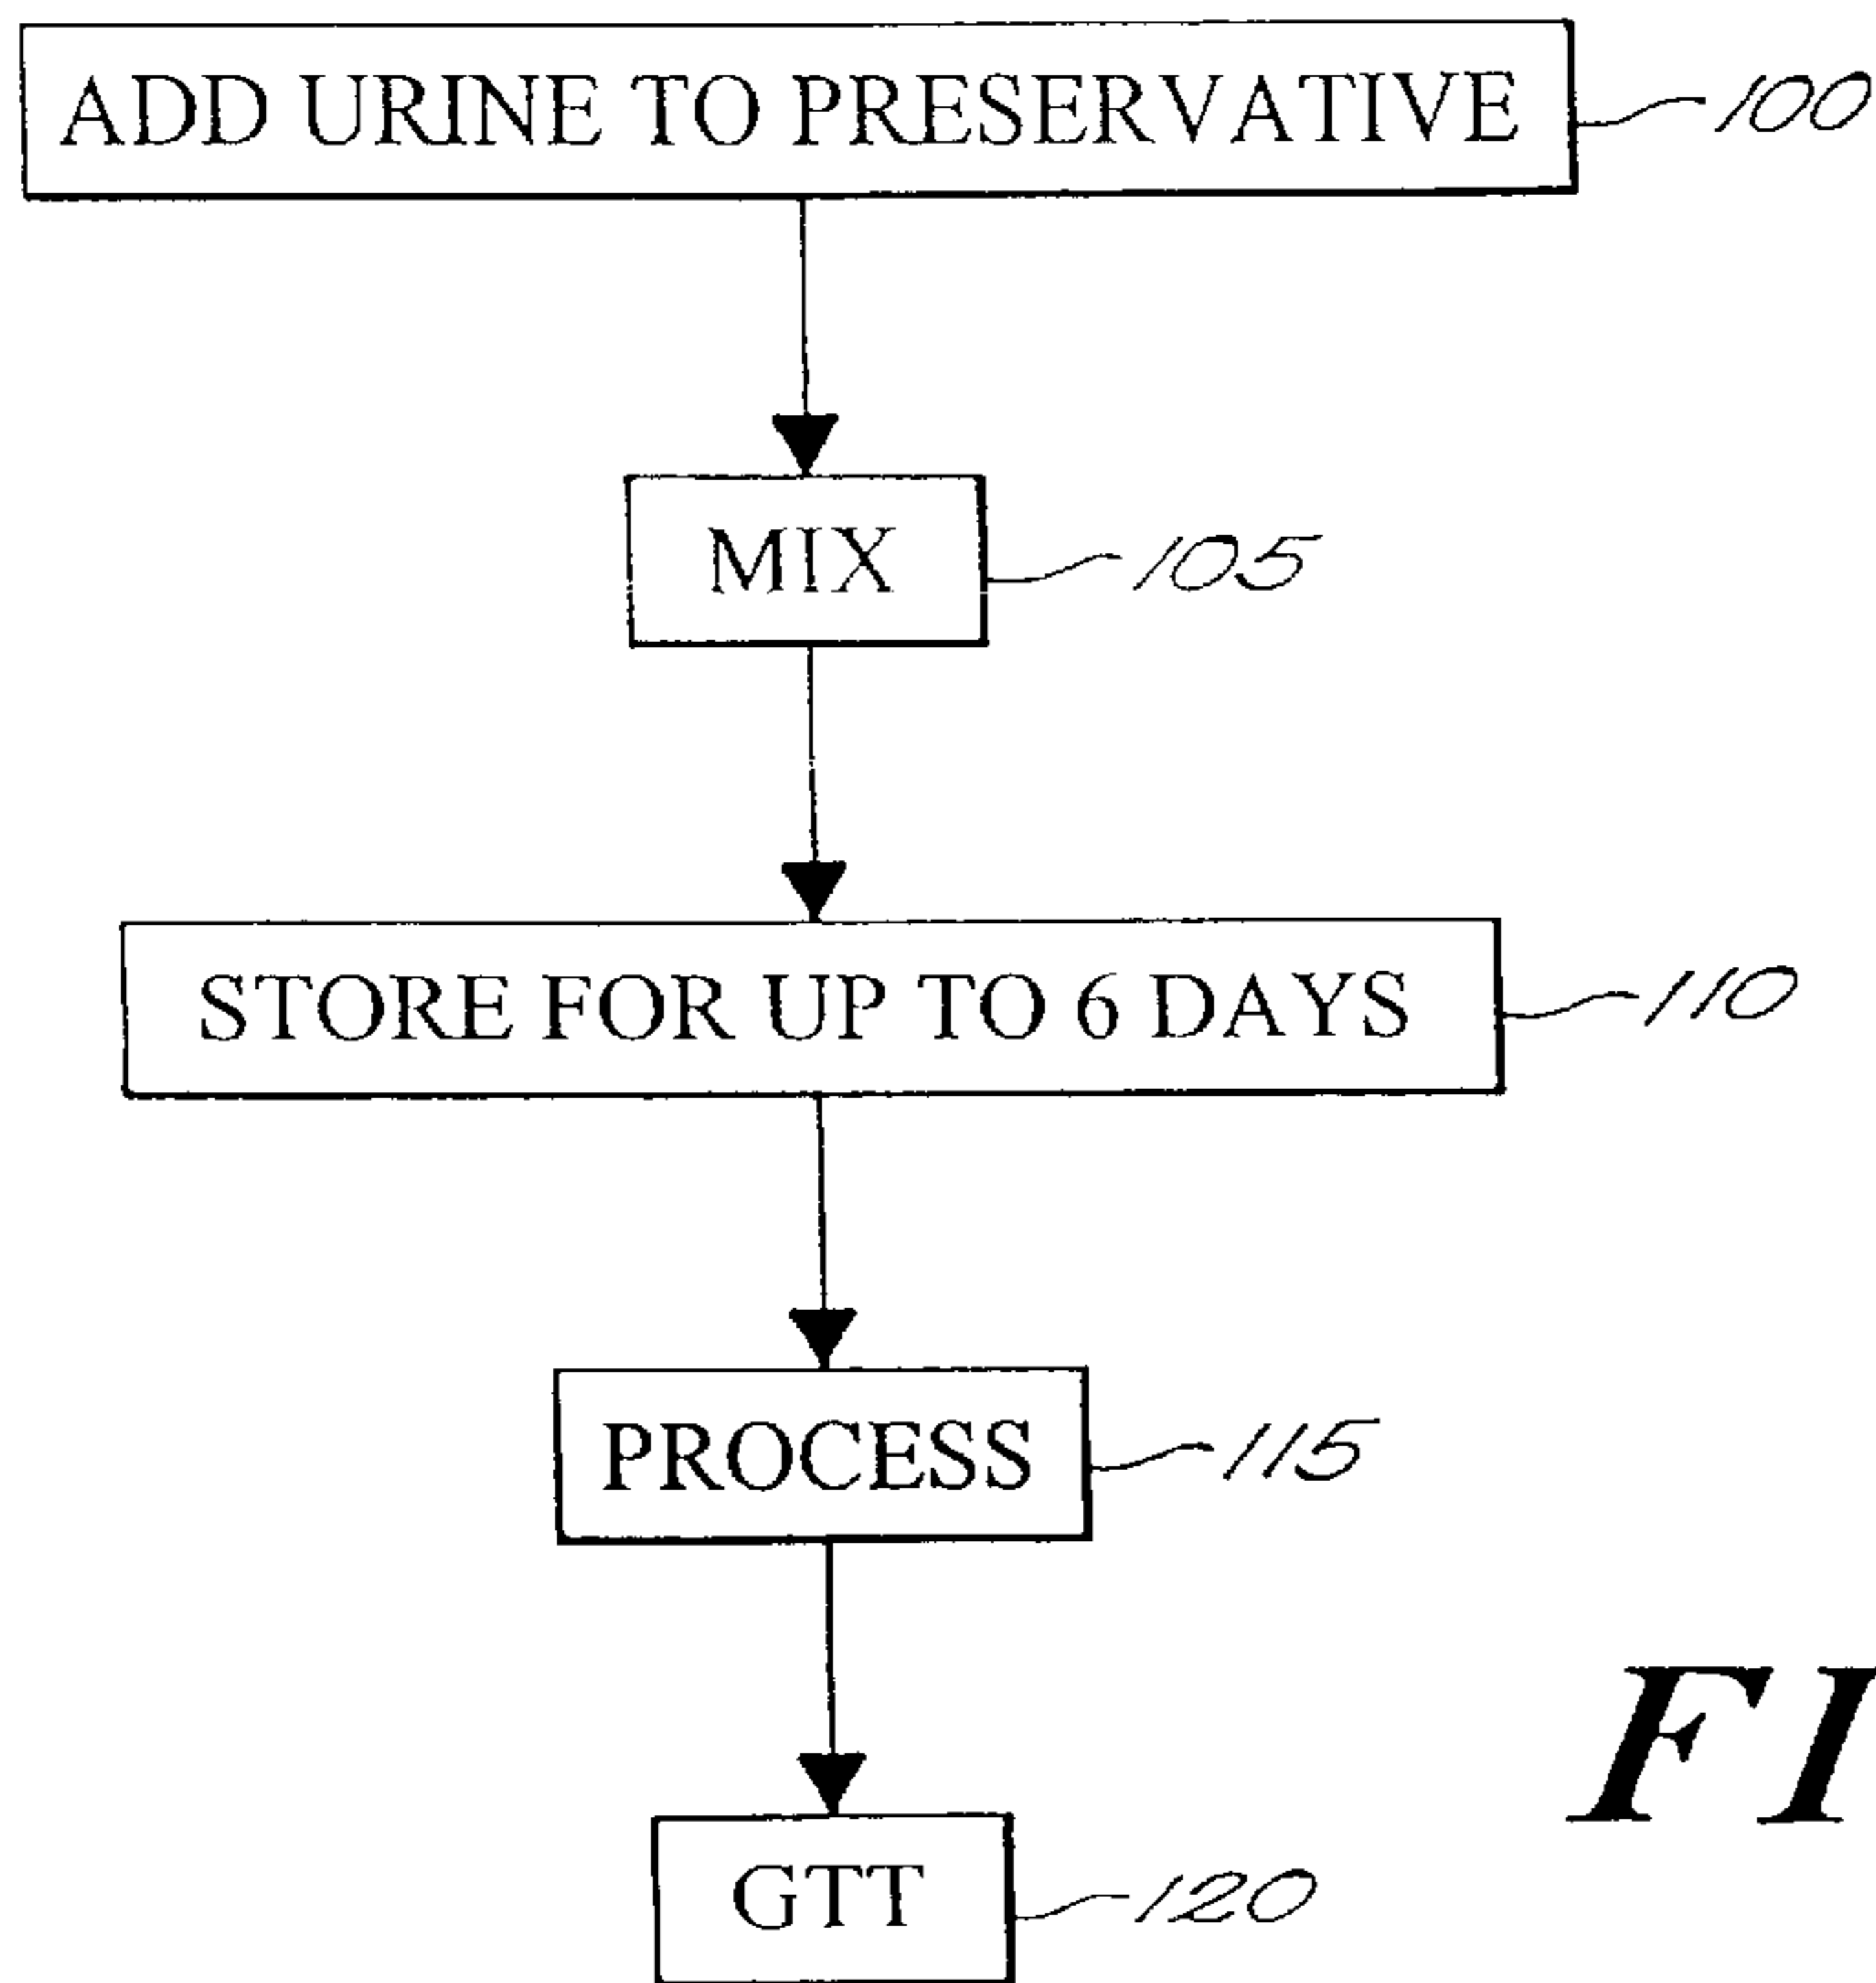 ADD URINE TO PRESERVATIVE 100
MIX 105
STORE FOR UP TO 6 DAYS 110
PROCESS 115
FI
GTT 120